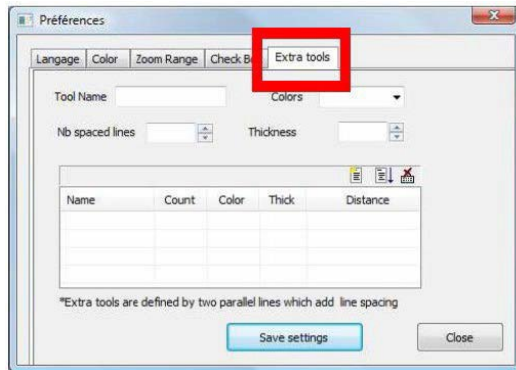 Préférences
Langage Color Zoom Range Check B Extra tools
Tool Name Colors
Nb spaced lines Thickness
Name Count Color Thick Distance
*Extra tools are defined by two parallel lines which add line spacing
Save settings Close